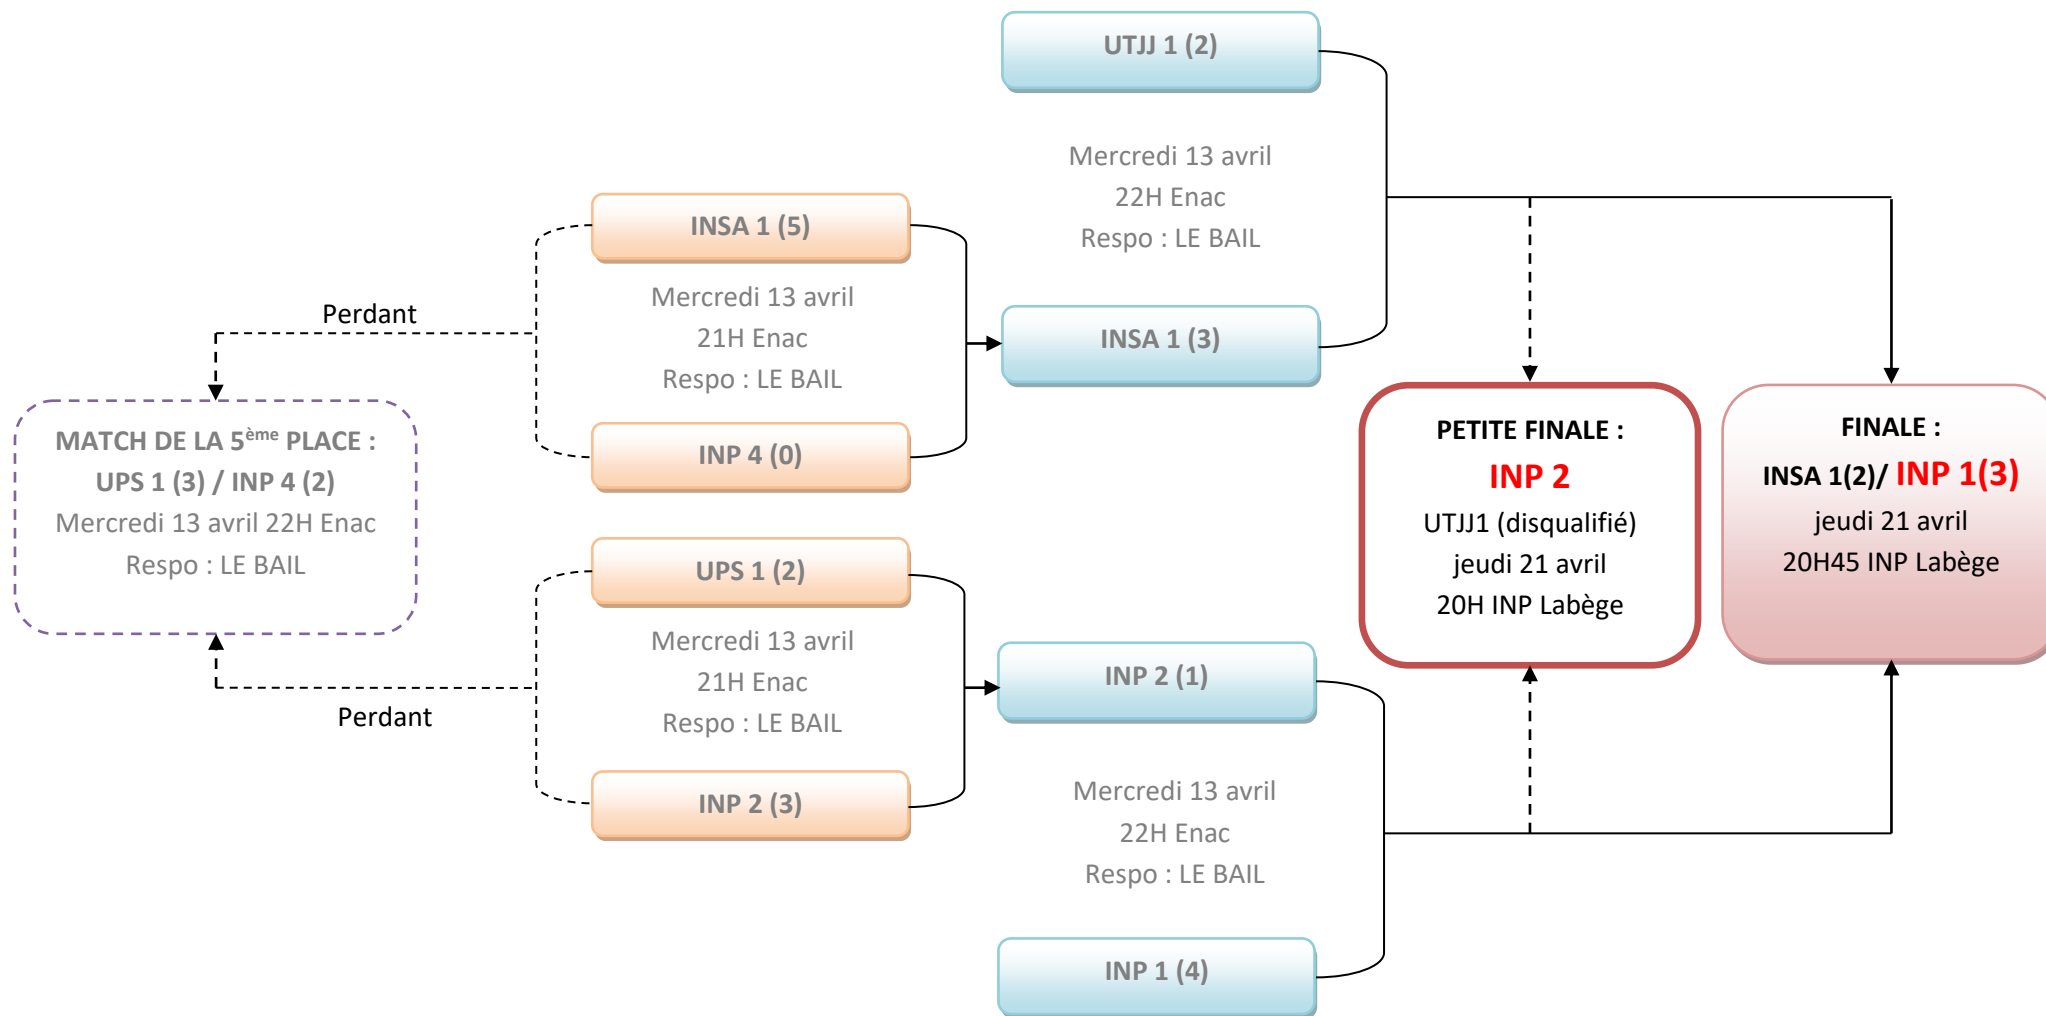 UTJJ 1 (2)
Mercredi 13 avril
22H Enac
Respo : LE BAIL
INSA 1 (3)
INSA 1 (5)
Mercredi 13 avril
21H Enac
Respo : LE BAIL
INP 4 (0)
Perdant
MATCH DE LA 5ème PLACE :
UPS 1 (3) / INP 4 (2)
Mercredi 13 avril 22H Enac
Respo : LE BAIL
Perdant
UPS 1 (2)
Mercredi 13 avril
21H Enac
Respo : LE BAIL
INP 2 (3)
INP 2 (1)
Mercredi 13 avril
22H Enac
Respo : LE BAIL
INP 1 (4)
PETITE FINALE :
INP 2
UTJJ1 (disqualifié)
jeudi 21 avril
20H INP Labège
FINALE :
INSA 1(2)/ INP 1(3)
jeudi 21 avril
20H45 INP Labège